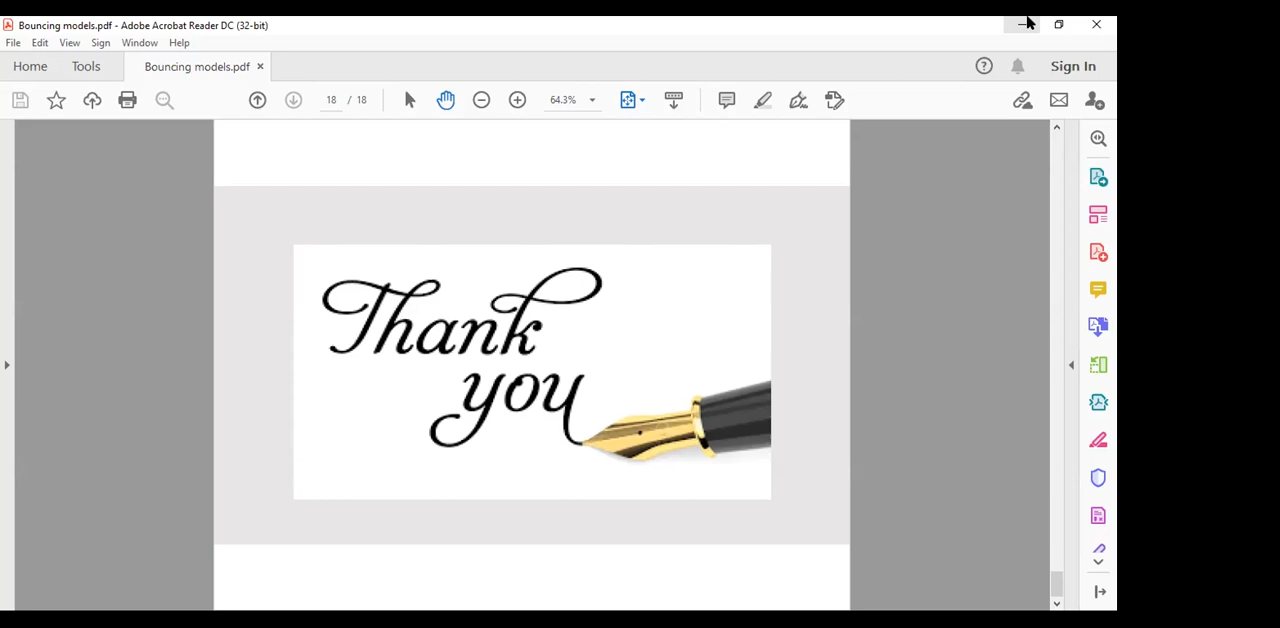 Bouncing models.pdf - Adobe Acrobat Reader DC (32-bit)
File Edit View Sign Window Help
Home Tools Bouncing models.pdf × Sign In
18 / 18 64.3%
Thank
you